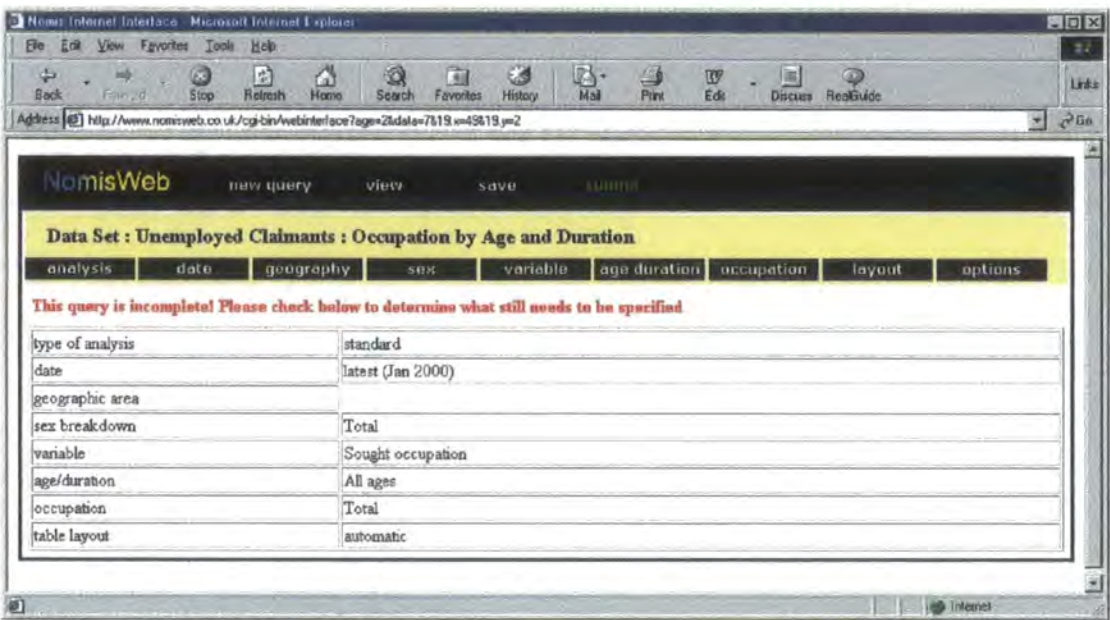 Nomis Internet Interface - Microsoft Internet Explorer
File Edit View Favorites Tools Help
Back Forward Stop Refresh Home Search Favorites History Mail Print Edit Discuss RealGuide Links
Address http://www.nomisweb.co.uk/cgi-bin/webinterface?age=2&data=7&19.x=49&19.y=2 Go
NomisWeb new query view save submit
Data Set : Unemployed Claimants : Occupation by Age and Duration
analysis date geography sex variable age duration occupation layout options
This query is incomplete! Please check below to determine what still needs to be specified
type of analysis standard
date latest (Jan 2000)
geographic area
sex breakdown Total
variable Sought occupation
age/duration All ages
occupation Total
table layout automatic
Internet